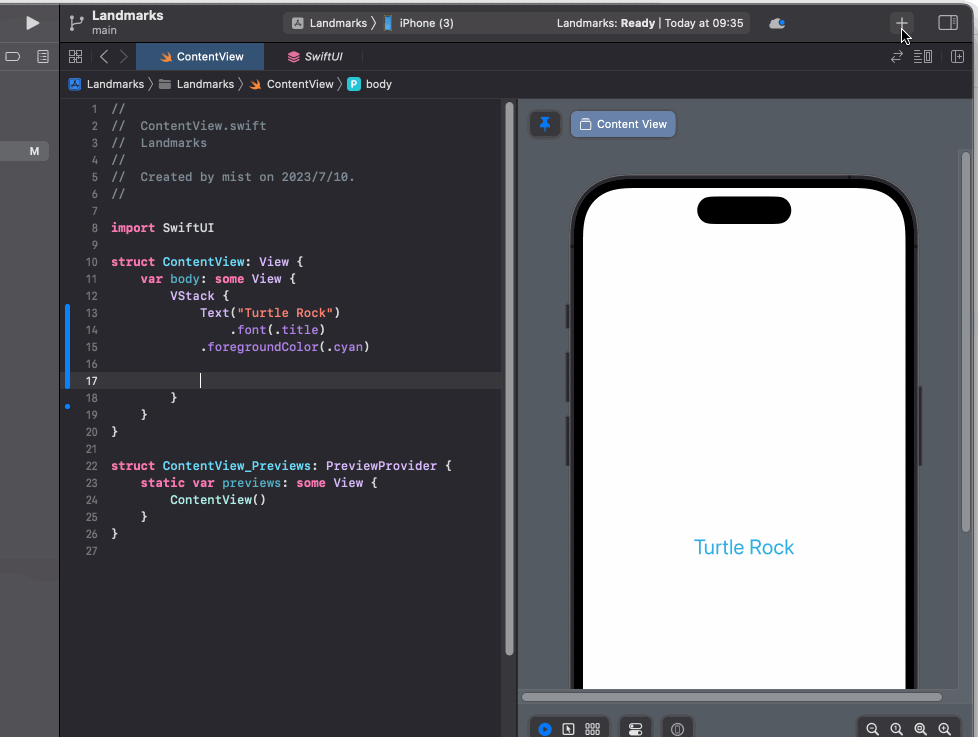 Landmarks
main
Landmarks 〉 iPhone (3)
Landmarks: Ready | Today at 09:35
ContentView
SwiftUI
Landmarks 〉 Landmarks 〉 ContentView 〉 P body
M
1 //
2 //  ContentView.swift
3 //  Landmarks
4 //
5 //  Created by mist on 2023/7/10.
6 //
7
8 import SwiftUI
9
10 struct ContentView: View {
11     var body: some View {
12         VStack {
13             Text("Turtle Rock")
14                 .font(.title)
15             .foregroundColor(.cyan)
16
17
18         }
19     }
20 }
21
22 struct ContentView_Previews: PreviewProvider {
23     static var previews: some View {
24         ContentView()
25     }
26 }
27
Content View
Turtle Rock